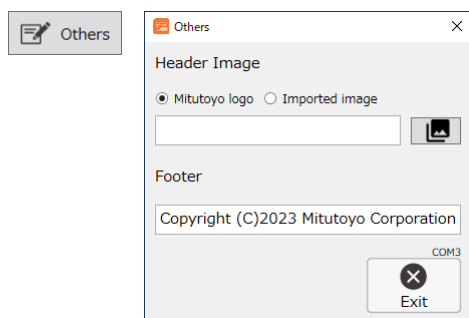 Others
Others
Header Image
Mitutoyo logo Imported image
Footer
Copyright (C)2023 Mitutoyo Corporation
COM3
Exit